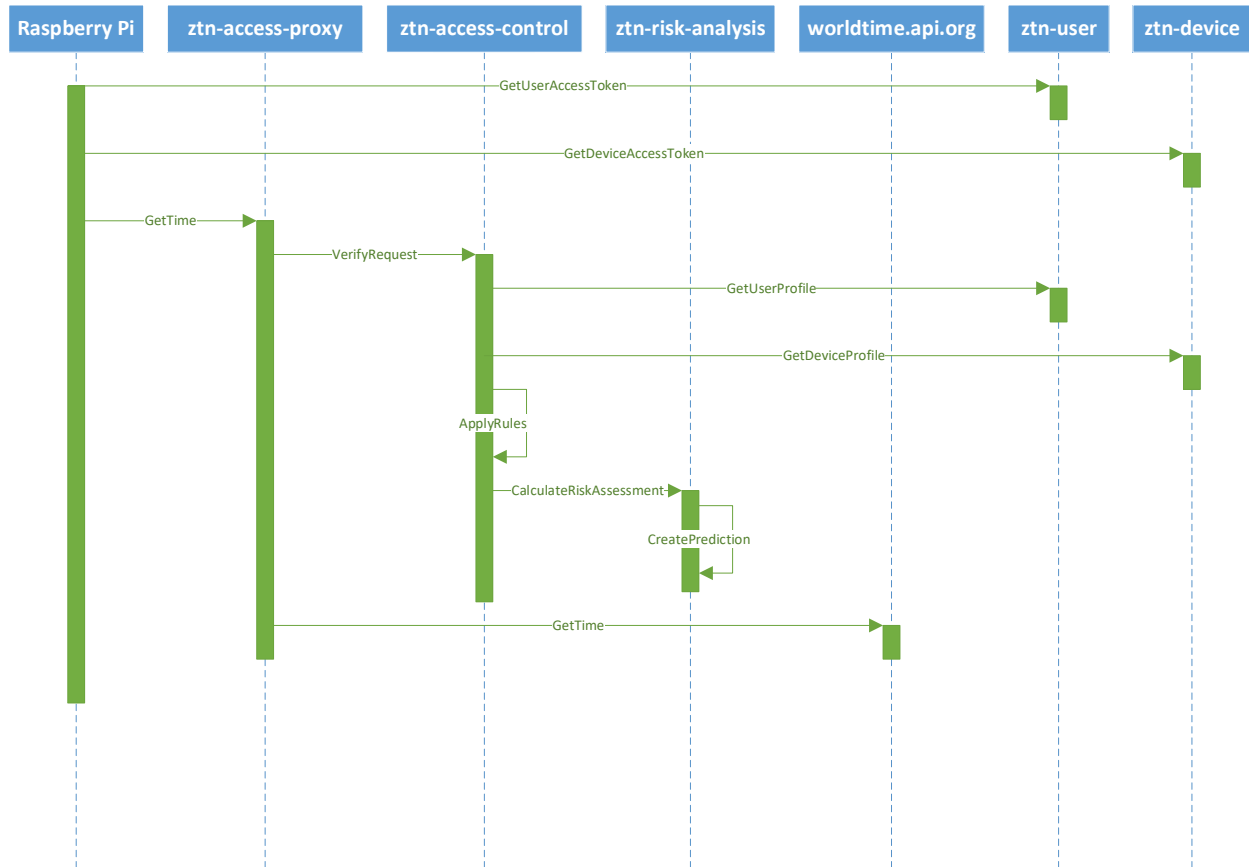 Raspberry Pi
ztn-access-proxy
ztn-access-control
ztn-risk-analysis
worldtime.api.org
ztn-user
ztn-device
GetUserAccessToken
GetDeviceAccessToken
GetTime
VerifyRequest
GetUserProfile
GetDeviceProfile
ApplyRules
CalculateRiskAssessment
CreatePrediction
GetTime